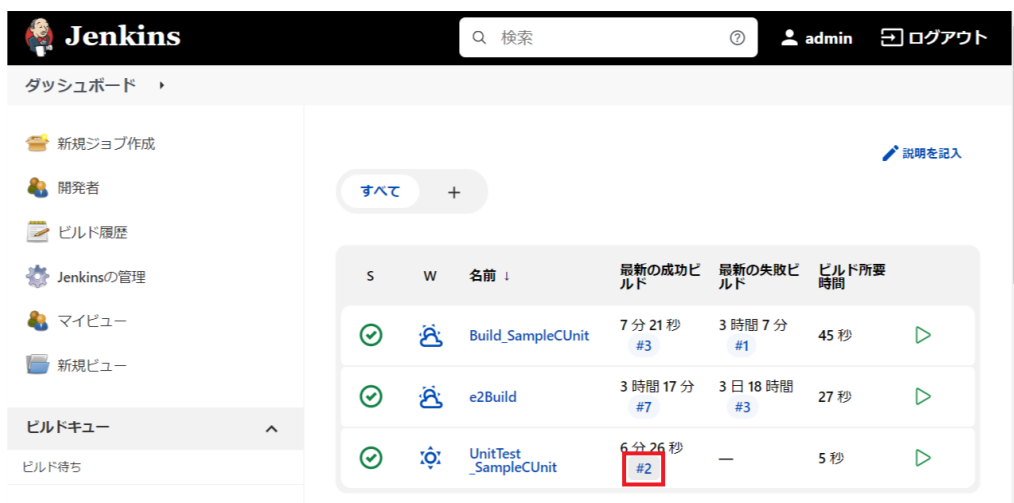 Jenkins
検索
admin
ログアウト
ダッシュボード
新規ジョブ作成
開発者
ビルド履歴
Jenkinsの管理
マイビュー
新規ビュー
ビルドキュー
ビルド待ち
説明を記入
すべて +
S W 名前 ↓ 最新の成功ビルド 最新の失敗ビルド ビルド所要時間
Build_SampleCUnit 7 分 21 秒 3 時間 7 分 45 秒
#3 #1
e2Build 3 時間 17 分 3 日 18 時間 27 秒
#7 #3
UnitTest 6 分 26 秒 — 5 秒
_SampleCUnit #2